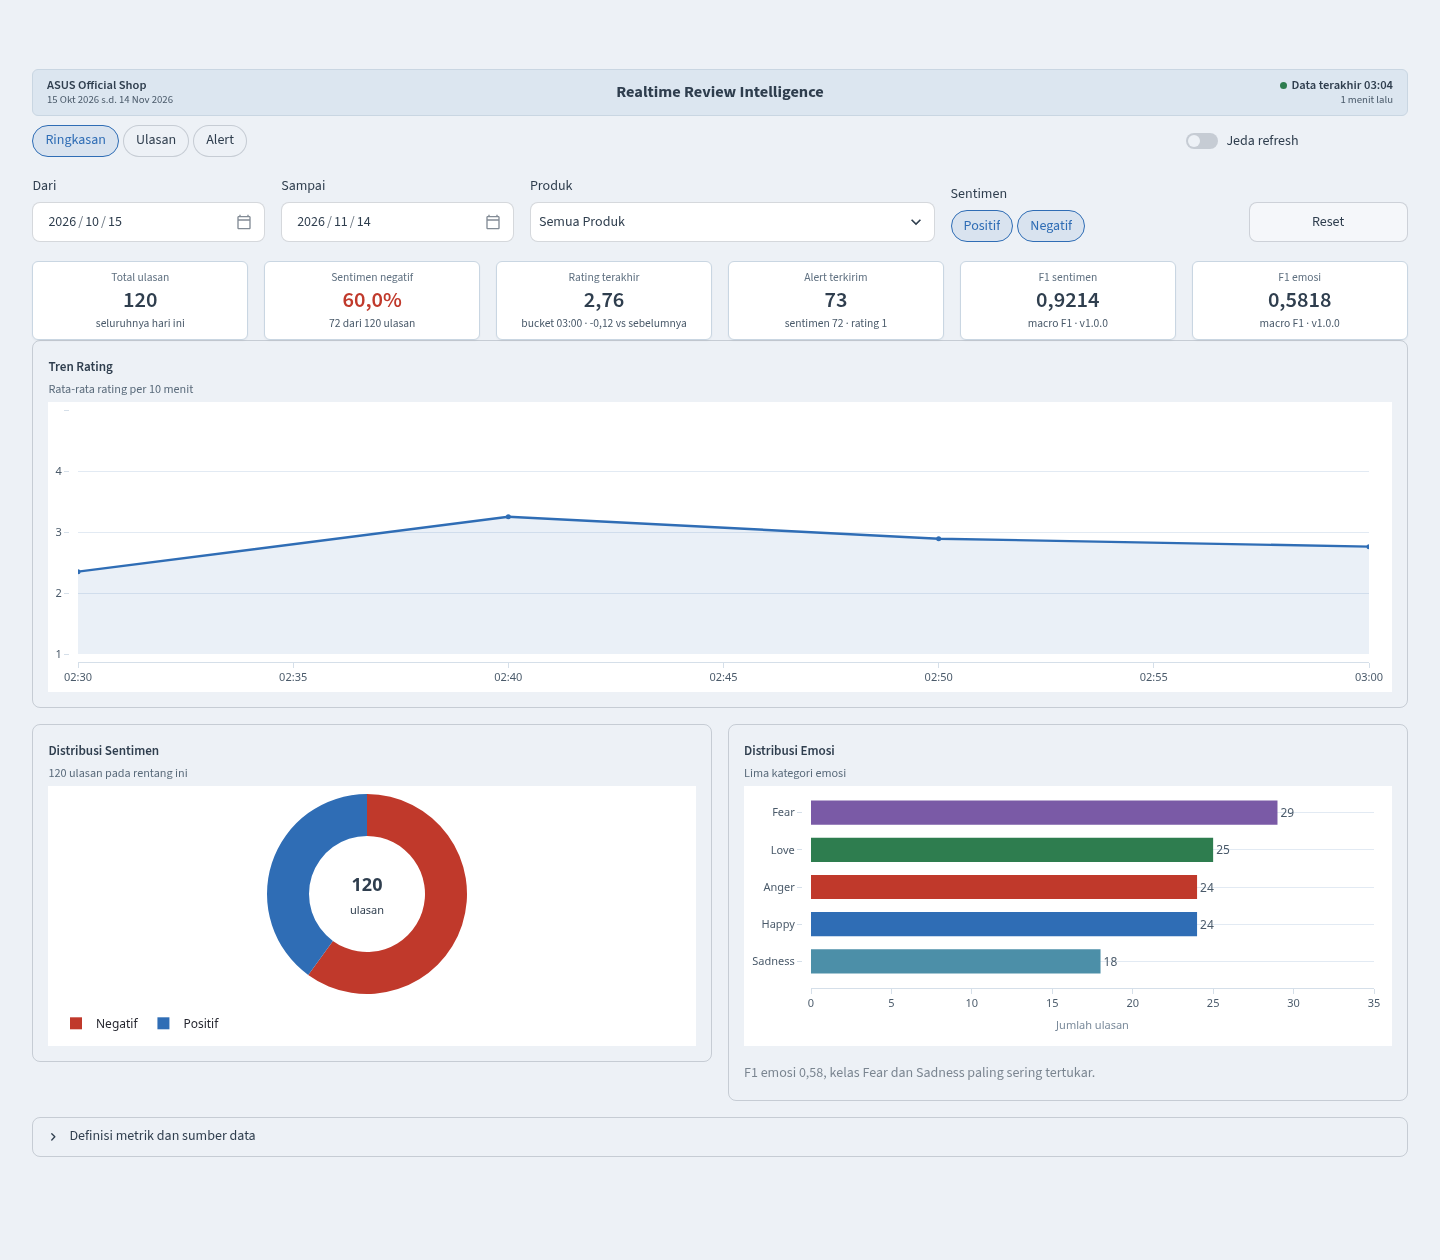 ASUS Official Shop
15 Okt 2026 s.d. 14 Nov 2026
Realtime Review Intelligence
Data terakhir 03:04
1 menit lalu
Ringkasan
Ulasan
Alert
Jeda refresh
Dari
Sampai
Produk
Sentimen
2026 / 10 / 15
2026 / 11 / 14
Semua Produk
Positif
Negatif
Reset
Total ulasan
120
seluruhnya hari ini
Sentimen negatif
60,0%
72 dari 120 ulasan
Rating terakhir
2,76
bucket 03:00 · -0,12 vs sebelumnya
Alert terkirim
73
sentimen 72 · rating 1
F1 sentimen
0,9214
macro F1 · v1.0.0
F1 emosi
0,5818
macro F1 · v1.0.0
Tren Rating
Rata-rata rating per 10 menit
4
3
2
1
02:30
02:35
02:40
02:45
02:50
02:55
03:00
Distribusi Sentimen
120 ulasan pada rentang ini
120
ulasan
Negatif
Positif
Distribusi Emosi
Lima kategori emosi
Fear
29
Love
25
Anger
24
Happy
24
Sadness
18
0
5
10
15
20
25
30
35
Jumlah ulasan
F1 emosi 0,58, kelas Fear dan Sadness paling sering tertukar.
Definisi metrik dan sumber data